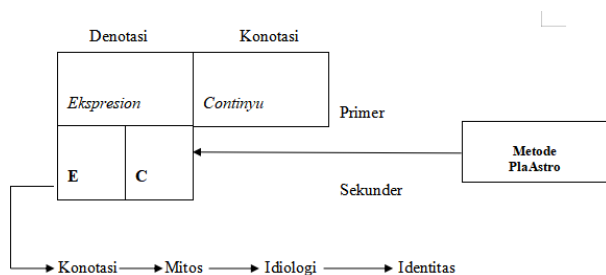 Denotasi Konotasi
Ekspresion Continyu
Primer
Metode
PlaAstro
E C
Sekunder
Konotasi Mitos Idiologi Identitas